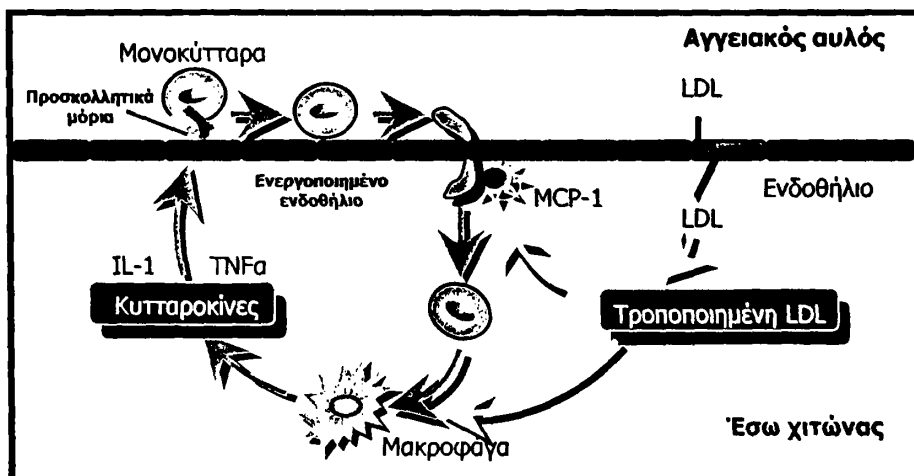 Αγγειακός αυλός
Μονοκύτταρα
LDL
Προσκολλητικά
μόρια
Ενεργοποιημένο
ενδοθήλιο
MCP-1
Ενδοθήλιο
LDL
IL-1 TNFα
Κυτταροκίνες
Τροποποιημένη LDL
Μακροφάγα
Έσω χιτώνας